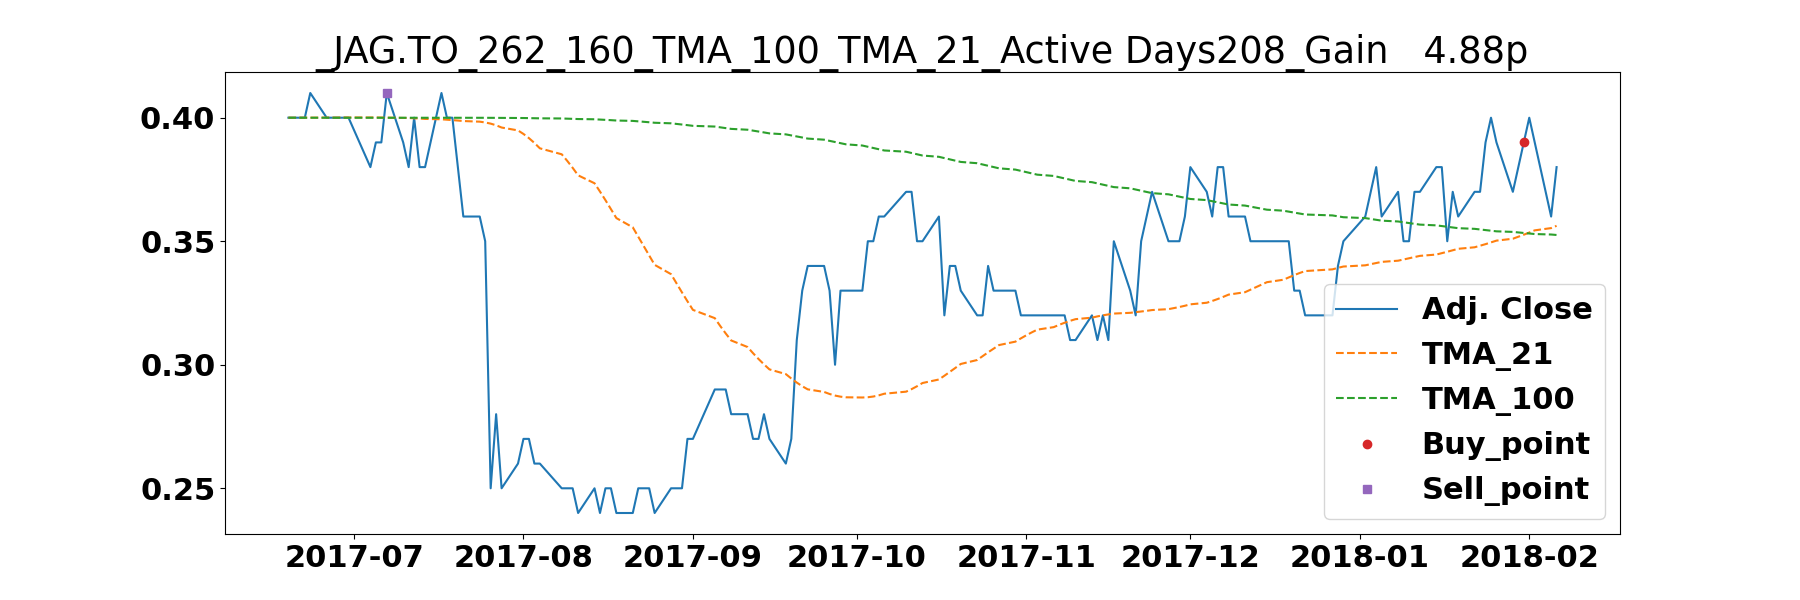 _JAG.TO_262_160_TMA_100_TMA_21_Active Days208_Gain   4.88p
0.40
0.35
0.30
0.25
Adj. Close
TMA_21
TMA_100
Buy_point
Sell_point
2017-07 2017-08 2017-09 2017-10 2017-11 2017-12 2018-01 2018-02